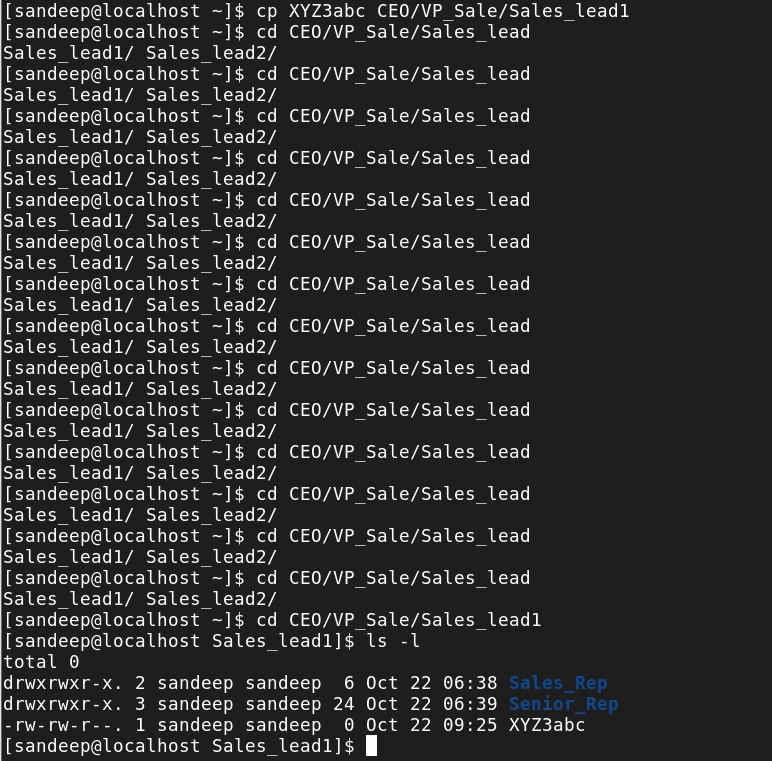 [sandeep@localhost ~]$ cp XYZ3abc CEO/VP_Sale/Sales_lead1
[sandeep@localhost ~]$ cd CEO/VP_Sale/Sales_lead
Sales_lead1/ Sales_lead2/
[sandeep@localhost ~]$ cd CEO/VP_Sale/Sales_lead
Sales_lead1/ Sales_lead2/
[sandeep@localhost ~]$ cd CEO/VP_Sale/Sales_lead
Sales_lead1/ Sales_lead2/
[sandeep@localhost ~]$ cd CEO/VP_Sale/Sales_lead
Sales_lead1/ Sales_lead2/
[sandeep@localhost ~]$ cd CEO/VP_Sale/Sales_lead
Sales_lead1/ Sales_lead2/
[sandeep@localhost ~]$ cd CEO/VP_Sale/Sales_lead
Sales_lead1/ Sales_lead2/
[sandeep@localhost ~]$ cd CEO/VP_Sale/Sales_lead
Sales_lead1/ Sales_lead2/
[sandeep@localhost ~]$ cd CEO/VP_Sale/Sales_lead
Sales_lead1/ Sales_lead2/
[sandeep@localhost ~]$ cd CEO/VP_Sale/Sales_lead
Sales_lead1/ Sales_lead2/
[sandeep@localhost ~]$ cd CEO/VP_Sale/Sales_lead
Sales_lead1/ Sales_lead2/
[sandeep@localhost ~]$ cd CEO/VP_Sale/Sales_lead
Sales_lead1/ Sales_lead2/
[sandeep@localhost ~]$ cd CEO/VP_Sale/Sales_lead
Sales_lead1/ Sales_lead2/
[sandeep@localhost ~]$ cd CEO/VP_Sale/Sales_lead
Sales_lead1/ Sales_lead2/
[sandeep@localhost ~]$ cd CEO/VP_Sale/Sales_lead
Sales_lead1/ Sales_lead2/
[sandeep@localhost ~]$ cd CEO/VP_Sale/Sales_lead1
[sandeep@localhost Sales_lead1]$ ls -l
total 0
drwxrwxr-x. 2 sandeep sandeep  6 Oct 22 06:38 Sales_Rep
drwxrwxr-x. 3 sandeep sandeep 24 Oct 22 06:39 Senior_Rep
-rw-rw-r--. 1 sandeep sandeep  0 Oct 22 09:25 XYZ3abc
[sandeep@localhost Sales_lead1]$